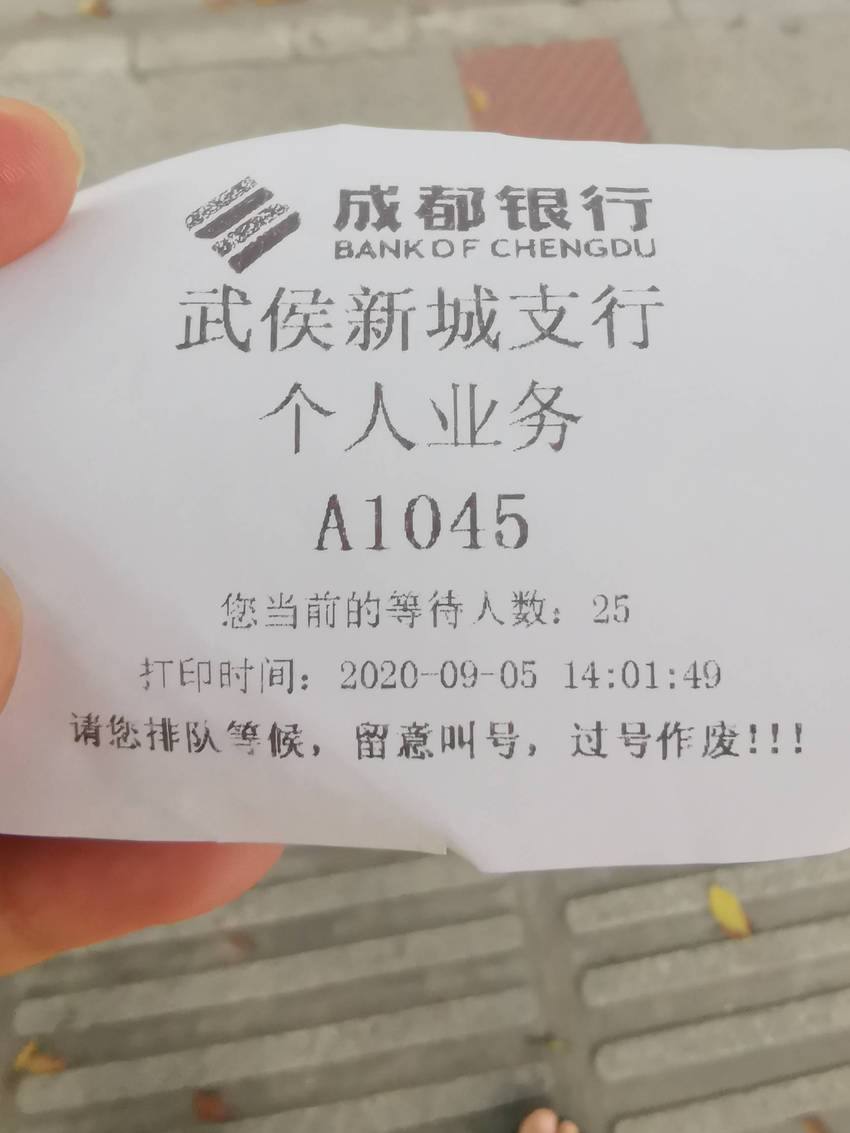 成都银行
BANK OF CHENGDU
武侯新城支行
个人业务
A1045
您当前的等待人数：25
打印时间：2020-09-05 14:01:49
请您排队等候，留意叫号，过号作废!!!